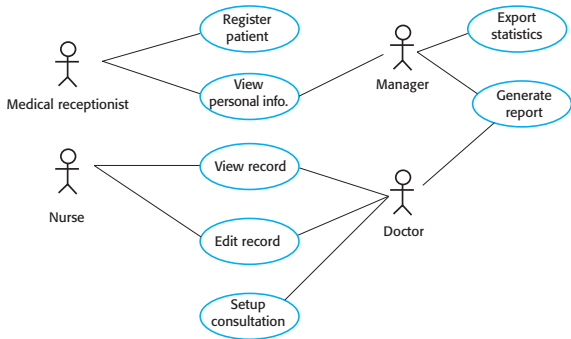 Register
patient
Export
statistics
Medical receptionist
View
personal info.
Manager
Generate
report
Nurse
View record
Edit record
Doctor
Setup
consultation